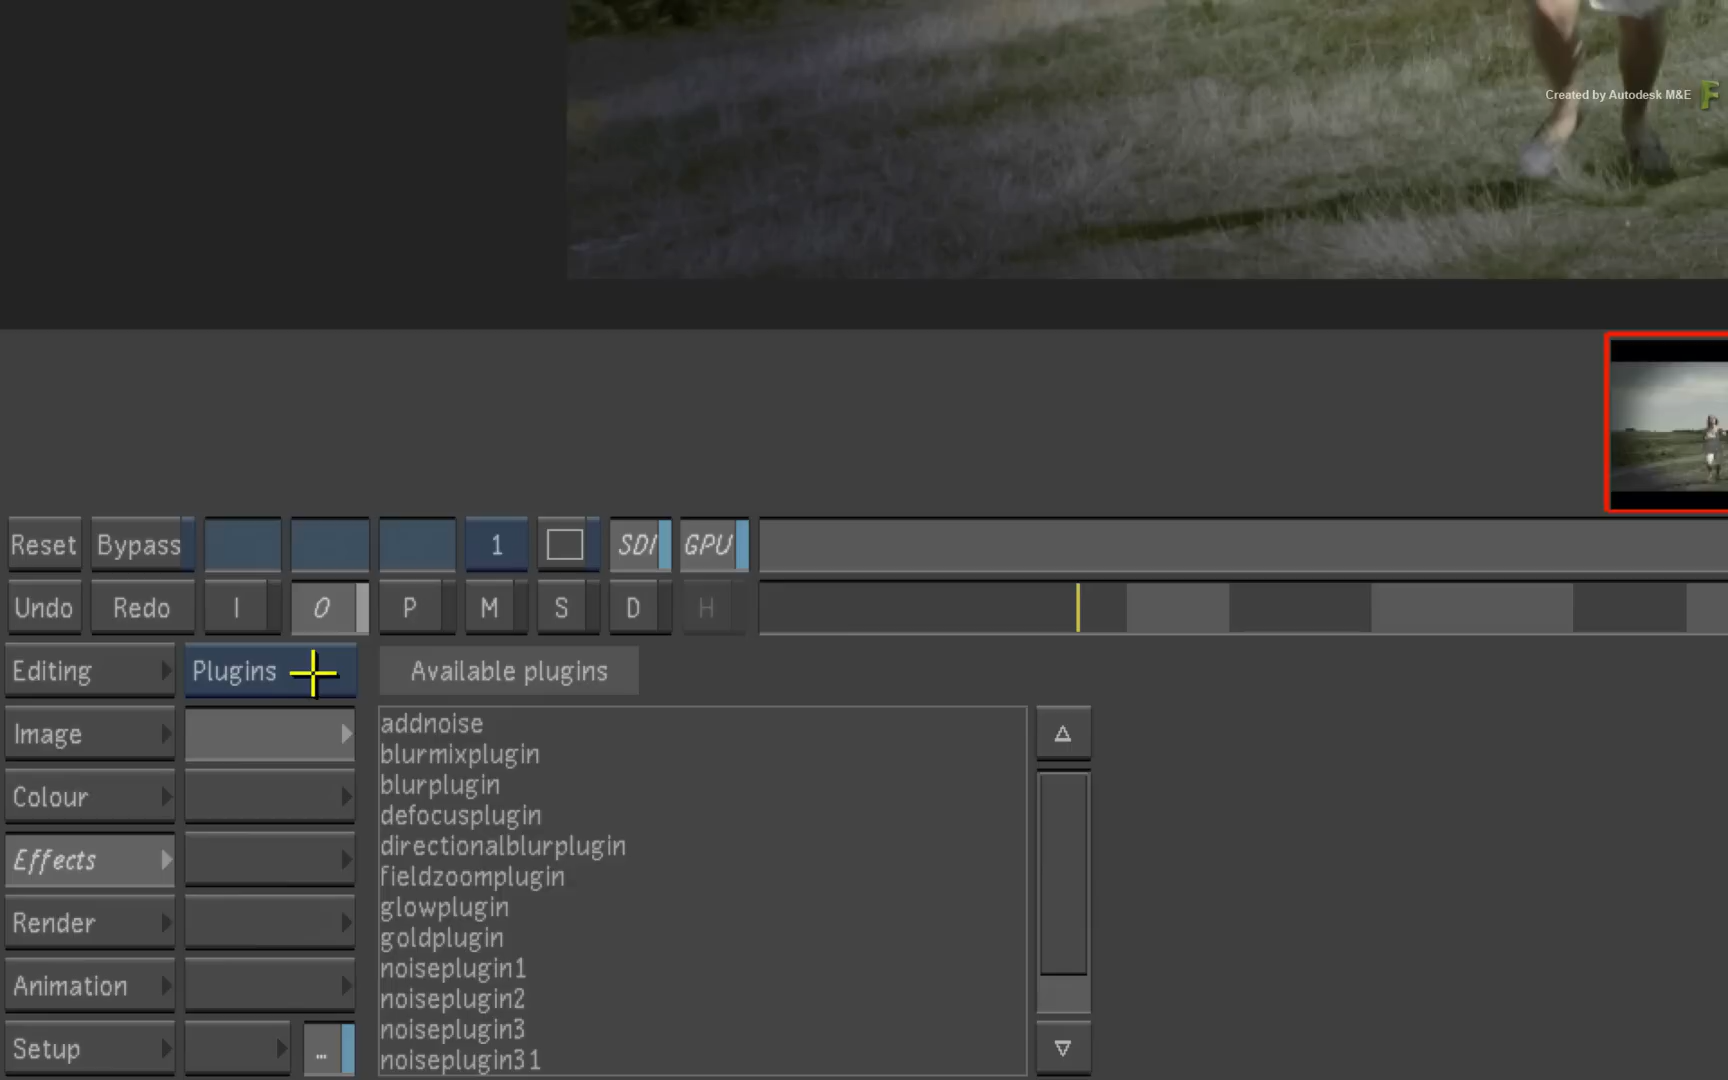 Created by Autodesk M&E F
Reset Bypass 1 SDI GPU
Undo Redo I O P M S D H
Editing Plugins Available plugins
Image
Colour
Effects
Render
Animation
Setup ...
addnoise
blurmixplugin
blurplugin
defocusplugin
directionalblurplugin
fieldzoomplugin
glowplugin
goldplugin
noiseplugin1
noiseplugin2
noiseplugin3
noiseplugin31